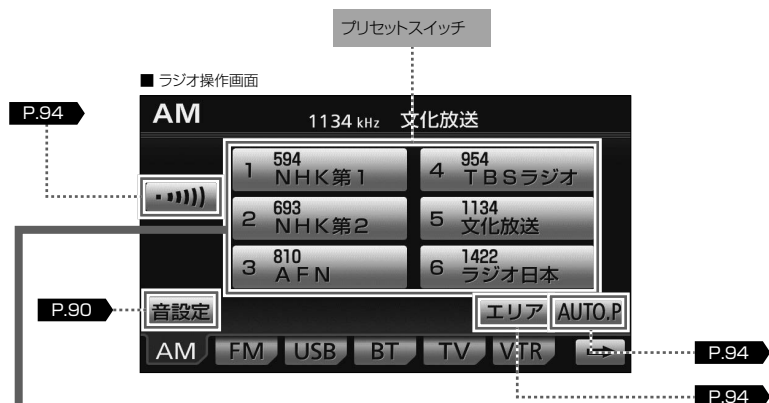 プリセットスイッチ
■ ラジオ操作画面
P.94
AM
1134 kHz 文化放送
1 594 NHK第1
4 954 TBSラジオ
2 693 NHK第2
5 1134 文化放送
3 810 AFN
6 1422 ラジオ日本
P.90
音設定
エリア
AUTO.P
AM FM USB BT TV VTR
P.94
P.94